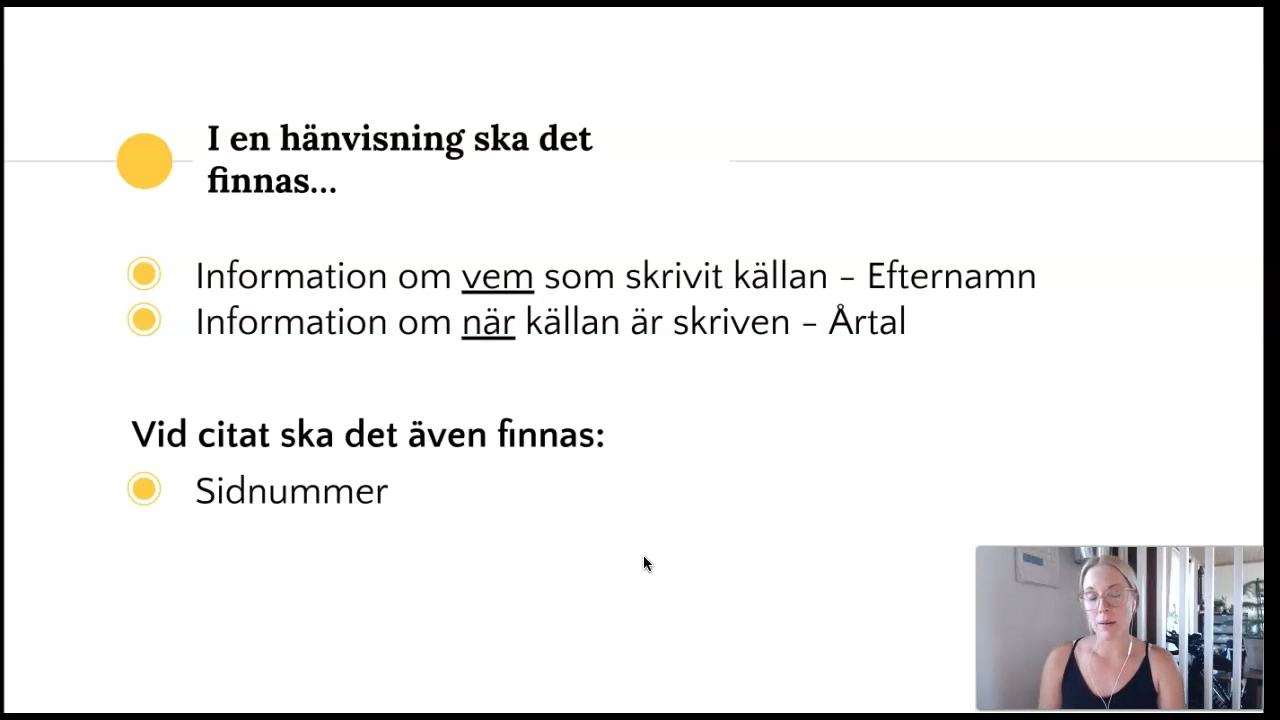 I en hänvisning ska det
finnas...
Information om vem som skrivit källan – Efternamn
Information om när källan är skriven – Årtal
Vid citat ska det även finnas:
Sidnummer